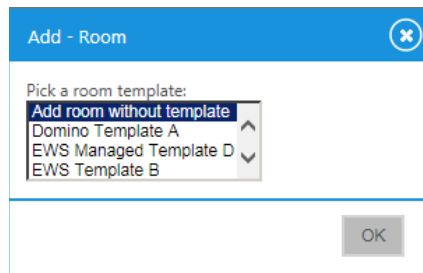 Add - Room
Pick a room template:
Add room without template
Domino Template A
EWS Managed Template D
EWS Template B
OK